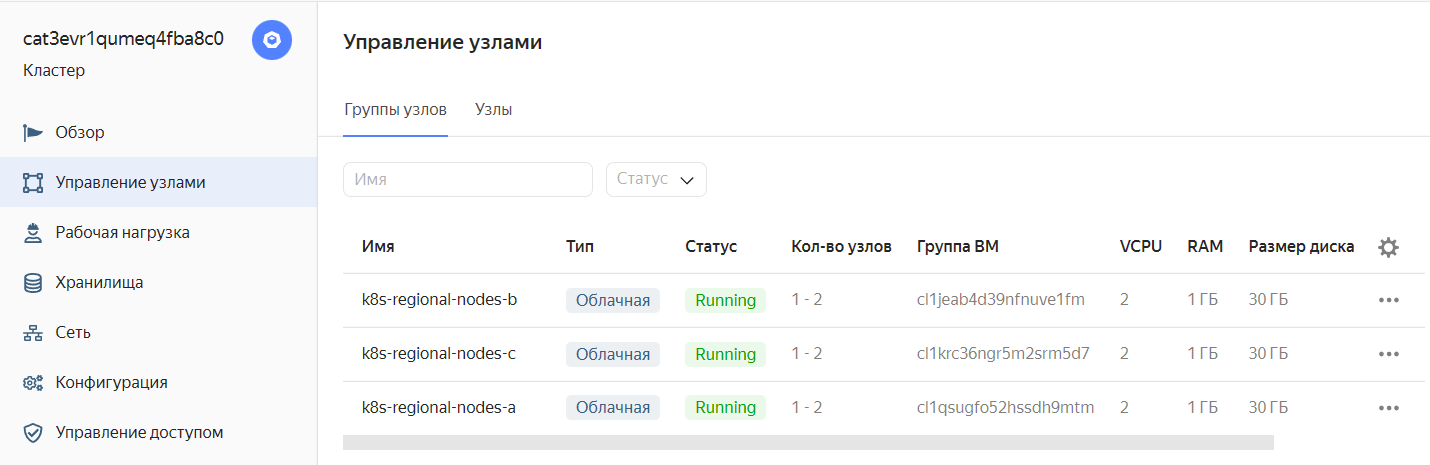 cat3evr1qumeq4fba8c0
Кластер
Обзор
Управление узлами
Рабочая нагрузка
Хранилища
Сеть
Конфигурация
Управление доступом
Управление узлами
Группы узлов Узлы
Имя Статус
Имя Тип Статус Кол-во узлов Группа ВМ VCPU RAM Размер диска
k8s-regional-nodes-b Облачная Running 1 - 2 cl1jeab4d39nfnuve1fm 2 1 ГБ 30 ГБ
k8s-regional-nodes-c Облачная Running 1 - 2 cl1krc36ngr5m2srm5d7 2 1 ГБ 30 ГБ
k8s-regional-nodes-a Облачная Running 1 - 2 cl1qsugfo52hssdh9mtm 2 1 ГБ 30 ГБ